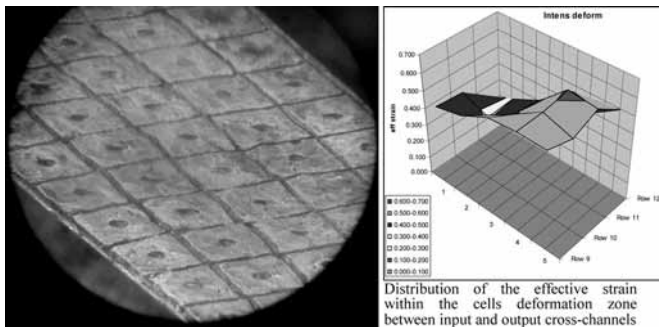 Intens deform
0.700
0.600
0.500
0.400
0.300
0.200
0.100
0.000
eff strain
1
2
3
4
5
Row 12
Row 11
Row 10
Row 9
0.600-0.700
0.500-0.600
0.400-0.500
0.300-0.400
0.200-0.300
0.100-0.200
0.000-0.100
Distribution of the effective strain
within the cells deformation zone
between input and output cross-channels